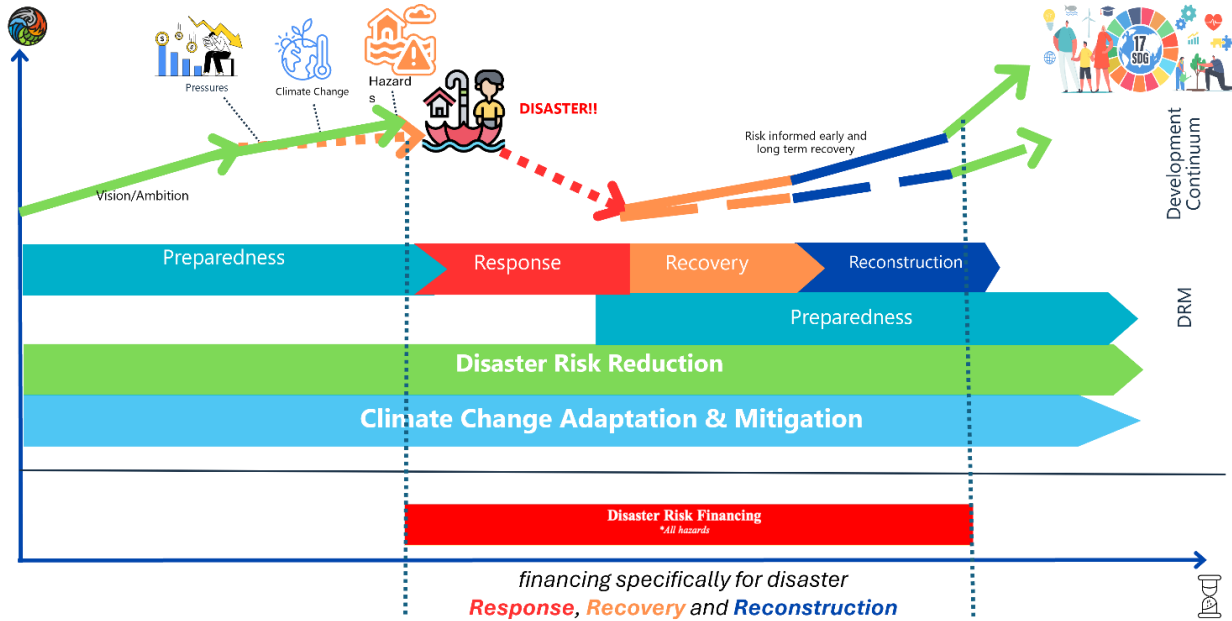 17
SDG
Pressures
Climate Change
Hazard
s
DISASTER!!
Risk informed early and
long term recovery
Vision/Ambition
Development
Continuum
Preparedness
Response
Recovery
Reconstruction
Preparedness
DRM
Disaster Risk Reduction
Climate Change Adaptation & Mitigation
Disaster Risk Financing
*All hazards
financing specifically for disaster
Response, Recovery and Reconstruction